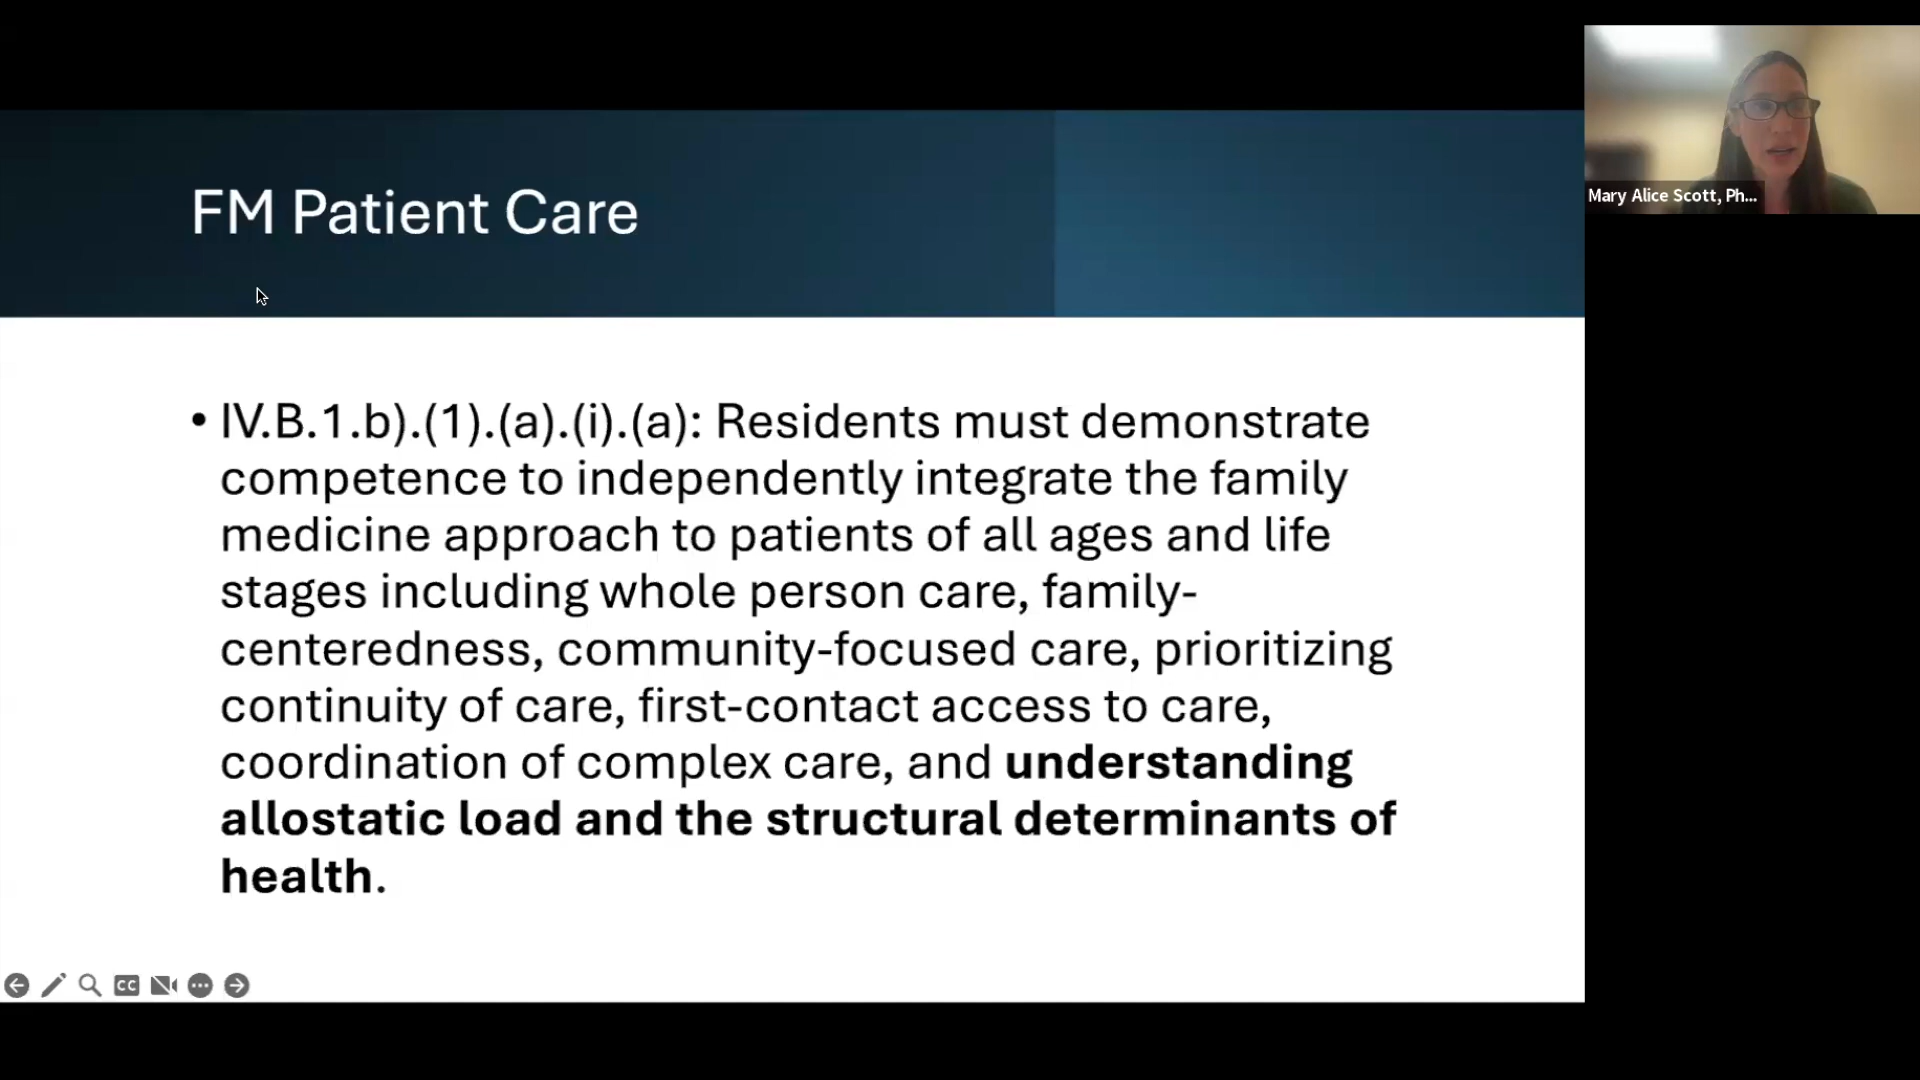 Mary Alice Scott, Ph...
FM Patient Care
• IV.B.1.b).(1).(a).(i).(a): Residents must demonstrate
competence to independently integrate the family
medicine approach to patients of all ages and life
stages including whole person care, family-
centeredness, community-focused care, prioritizing
continuity of care, first-contact access to care,
coordination of complex care, and understanding
allostatic load and the structural determinants of
health.
CC